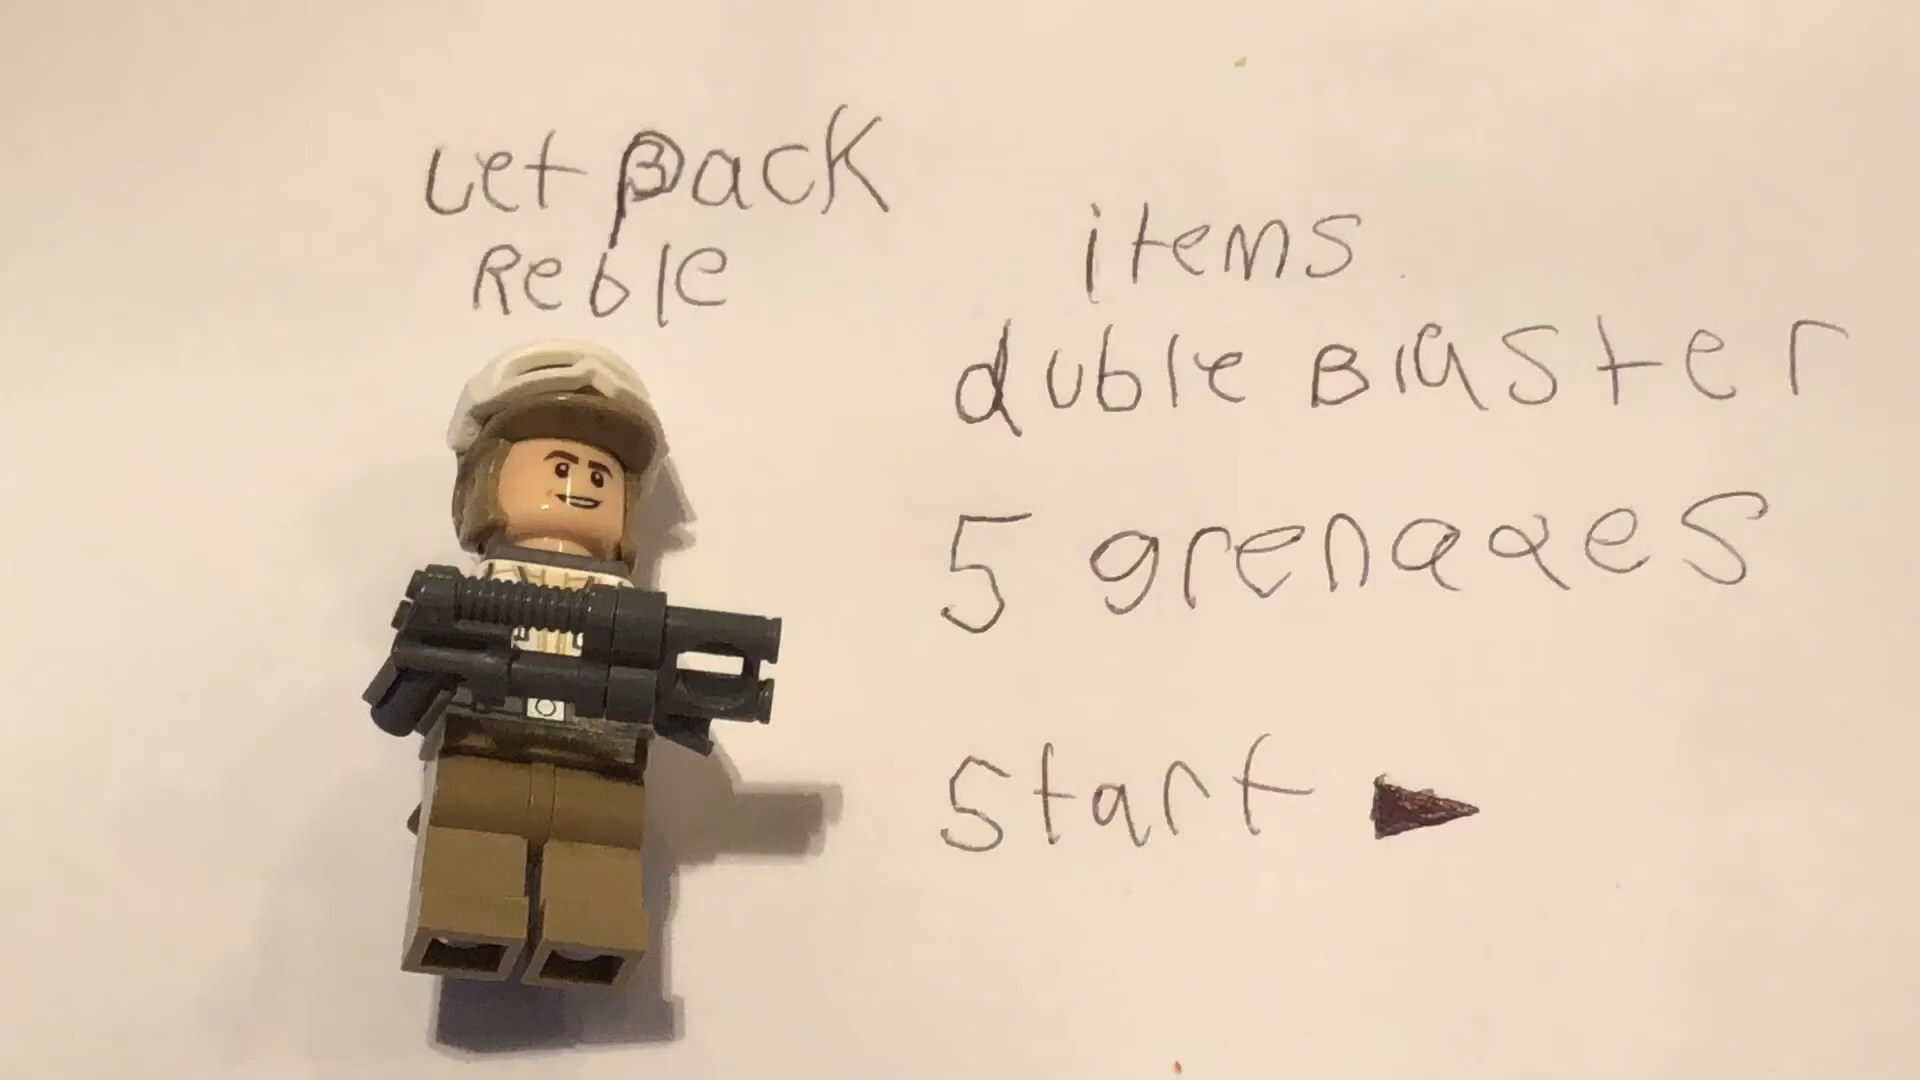 Jet pack
Reble
items
duble Blaster
5 grenades
Start